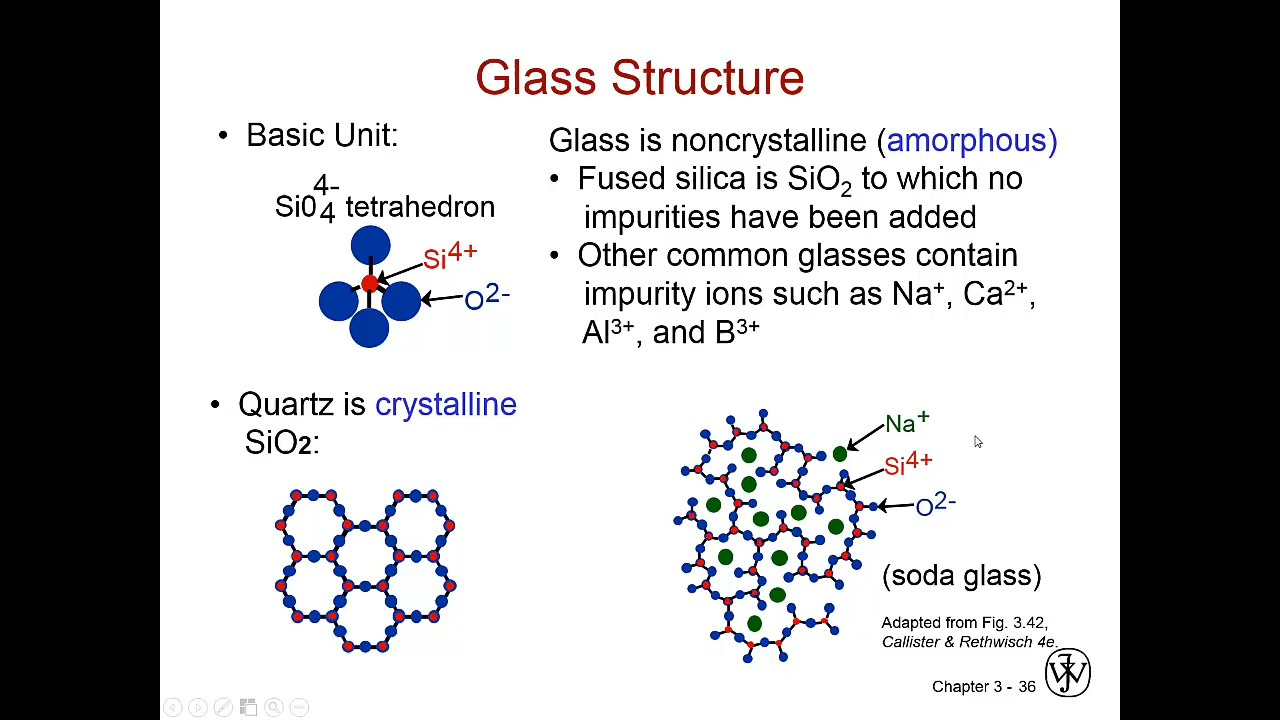 Glass Structure
• Basic Unit:
Si0₄⁴⁻ tetrahedron
Si⁴⁺
O²⁻
Glass is noncrystalline (amorphous)
• Fused silica is SiO₂ to which no
impurities have been added
• Other common glasses contain
impurity ions such as Na⁺, Ca²⁺,
Al³⁺, and B³⁺
• Quartz is crystalline
SiO2:
Na⁺
Si⁴⁺
O²⁻
(soda glass)
Adapted from Fig. 3.42,
Callister & Rethwisch 4e.
Chapter 3 - 36